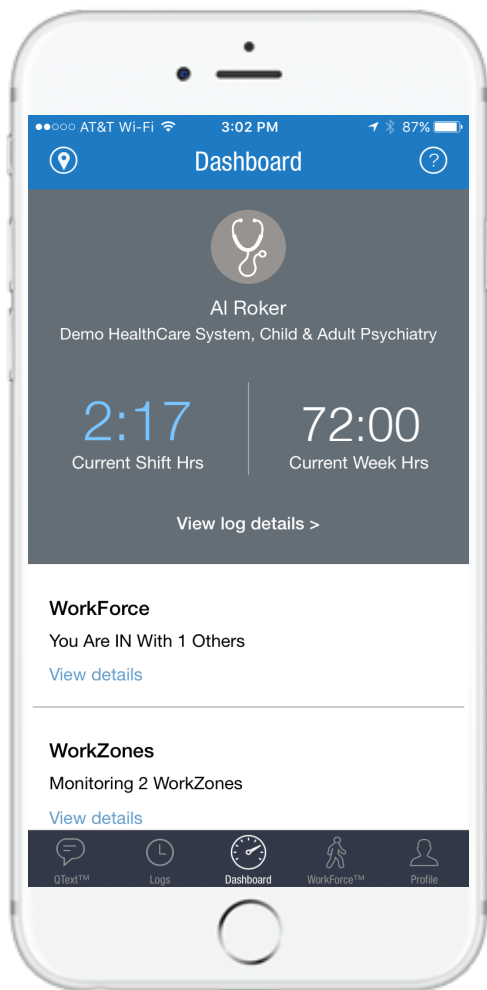 AT&T Wi-Fi 3:02 PM 87%
Dashboard ?
Al Roker
Demo HealthCare System, Child & Adult Psychiatry
2:17 72:00
Current Shift Hrs Current Week Hrs
View log details >
WorkForce
You Are IN With 1 Others
View details
WorkZones
Monitoring 2 WorkZones
View details
QText™ Logs Dashboard WorkForce™ Profile